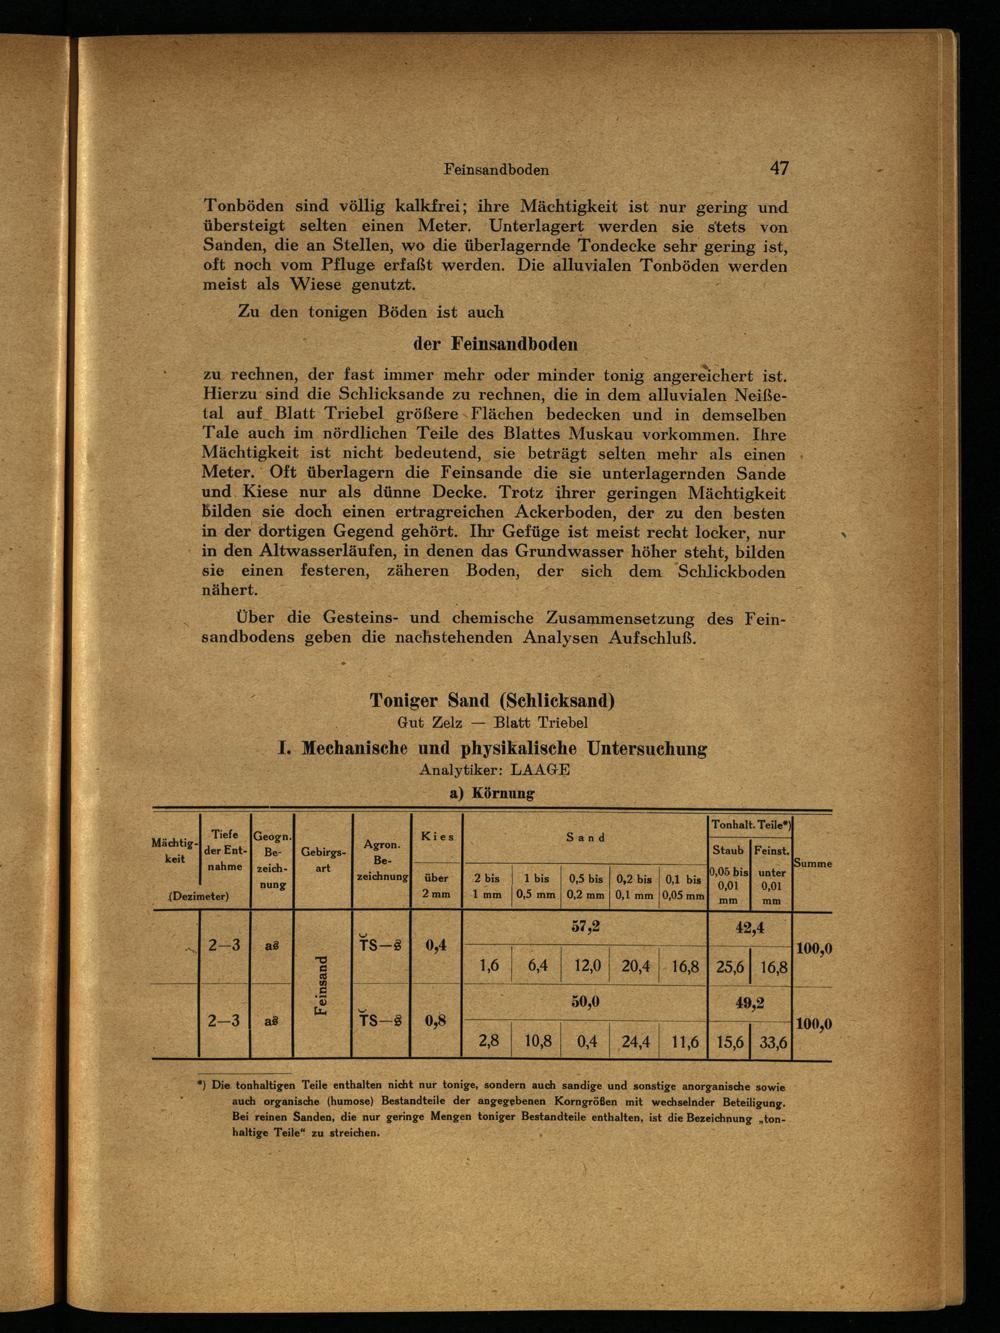 Feinsandboden 47
Tonböden sind völlig kalkfrei; ihre Mächtigkeit ist nur gering und
übersteigt selten einen Meter. Unterlagert werden sie stets von
Sanden, die an Stellen, wo die überlagernde Tondecke sehr gering ist,
oft noch vom Pfluge erfaßt werden. Die alluvialen Tonböden werden
meist als Wiese genutzt.
Zu den tonigen Böden ist auch
der Feinsandboden
zu rechnen, der fast immer mehr oder minder tonig angereichert ist.
Hierzu sind die Schlicksande zu rechnen, die in dem alluvialen Neiße-
tal auf Blatt Triebel größere Flächen bedecken und in demselben
Tale auch im nördlichen Teile des Blattes Muskau vorkommen. Ihre
Mächtigkeit ist nicht bedeutend, sie beträgt selten mehr als einen
Meter. Oft überlagern die Feinsande die sie unterlagernden Sande
und Kiese nur als dünne Decke. Trotz ihrer geringen Mächtigkeit
bilden sie doch einen ertragreichen Ackerboden, der zu den besten
in der dortigen Gegend gehört. Ihr Gefüge ist meist recht locker, nur
in den Altwasserläufen, in denen das Grundwasser höher steht, bilden
sie einen festeren, zäheren Boden, der sich dem Schlickboden
nähert.
Über die Gesteins- und chemische Zusammensetzung des Fein-
sandbodens geben die nachstehenden Analysen Aufschluß.
Toniger Sand (Schlicksand)
Gut Zelz — Blatt Triebel
I. Mechanische und physikalische Untersuchung
Analytiker: LAAGE
a) Körnung
Mächtig-
keit
Tiefe
der Ent-
nahme
(Dezimeter)
Geogn.
Be-
zeich-
nung
Gebirgs-
art
Agron.
Be-
zeichnung
Kies
über
2 mm
Sand
2 bis 1 bis 0,5 bis 0,2 bis 0,1 bis
1 mm 0,5 mm 0,2 mm 0,1 mm 0,05 mm
Tonhalt. Teile*)
Staub Feinst.
0,05 bis unter
0,01 0,01
mm mm
Summe
57,2 42,4
2—3 0,4 100,0
1,6 6,4 12,0 20,4 16,8 25,6 16,8
Feinsand
50,0 49,2
2—3 0,8 100,0
2,8 10,8 0,4 24,4 11,6 15,6 33,6
*) Die tonhaltigen Teile enthalten nicht nur tonige, sondern auch sandige und sonstige anorganische sowie
auch organische (humose) Bestandteile der angegebenen Korngrößen mit wechselnder Beteiligung.
Bei reinen Sanden, die nur geringe Mengen toniger Bestandteile enthalten, ist die Bezeichnung „ton-
haltige Teile“ zu streichen.